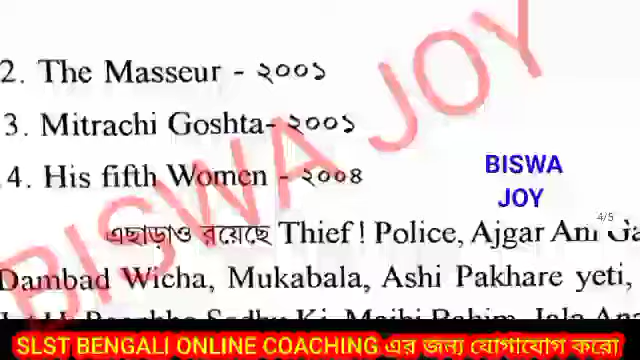 2. The Masseur - ২০০১
3. Mitrachi Goshta- ২০০১
4. His fifth Women - ২০০৪
BISWA
JOY
4/5
এছাড়াও রয়েছে Thief! Police, Ajgar Ani
Dambad Wicha, Mukabala, Ashi Pakhare yeti,
BISWA JOY
SLST BENGALI ONLINE COACHING এর জন্য যোগাযোগ করো